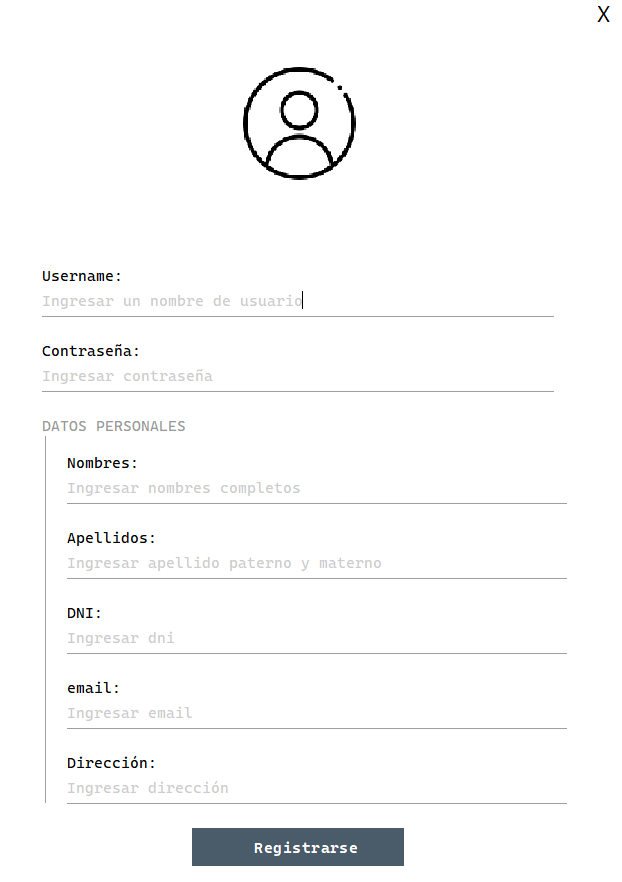 X
Username:
Ingresar un nombre de usuario
Contraseña:
Ingresar contraseña
DATOS PERSONALES
Nombres:
Ingresar nombres completos
Apellidos:
Ingresar apellido paterno y materno
DNI:
Ingresar dni
email:
Ingresar email
Dirección:
Ingresar dirección
Registrarse